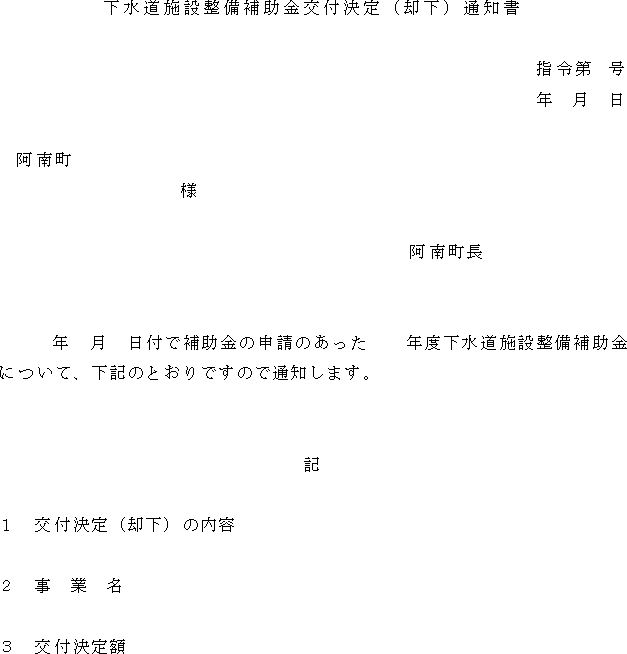 下水道施設整備補助金交付決定（却下）通知書
指令第　号
年　月　日
阿南町
様
阿南町長
年　月　日付で補助金の申請のあった　　年度下水道施設整備補助金
について、下記のとおりですので通知します。
記
１　交付決定（却下）の内容
２　事　業　名
３　交付決定額